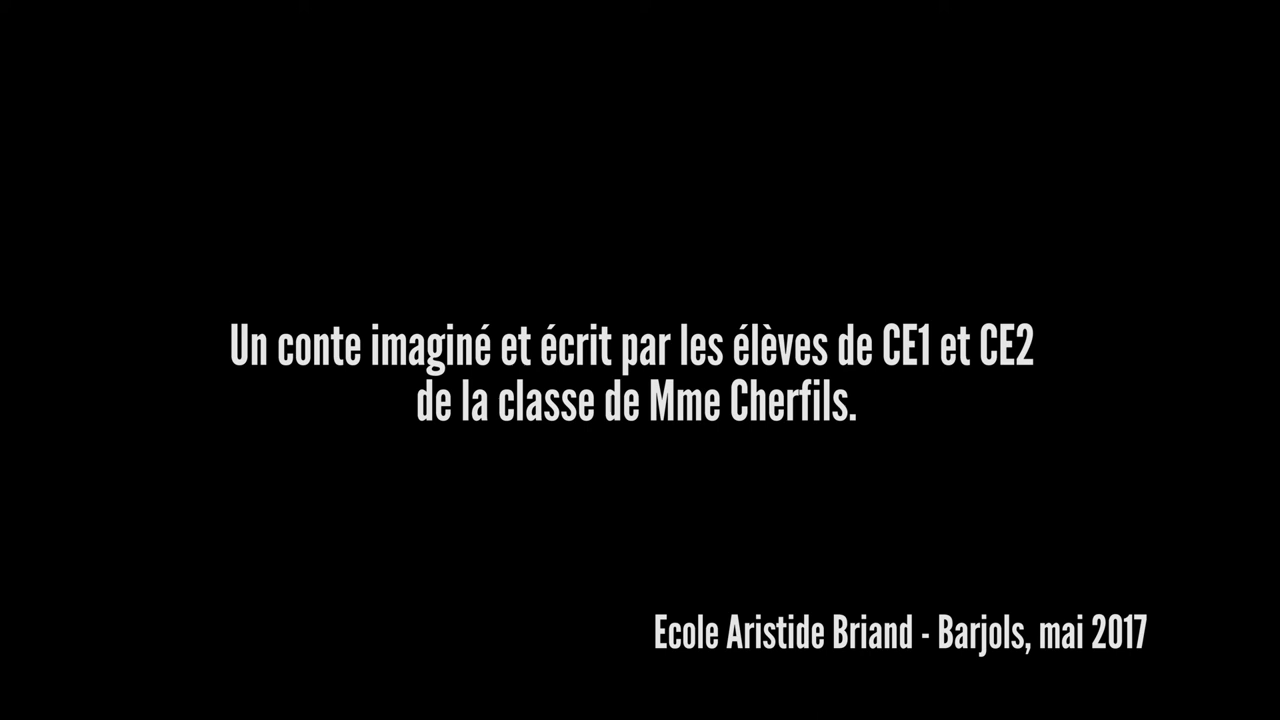 Un conte imaginé et écrit par les élèves de CE1 et CE2
de la classe de Mme Cherfils.
Ecole Aristide Briand - Barjols, mai 2017